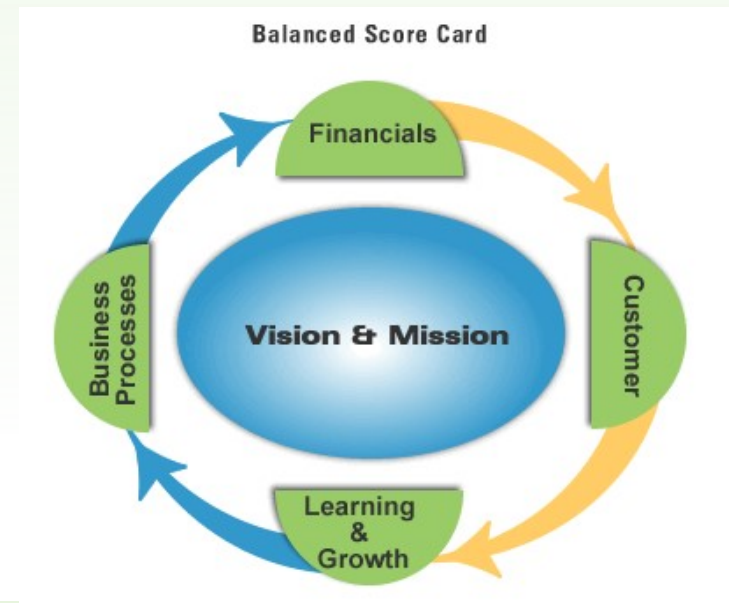 Balanced Score Card
Financials
Customer
Vision & Mission
Business
Processes
Learning
&
Growth